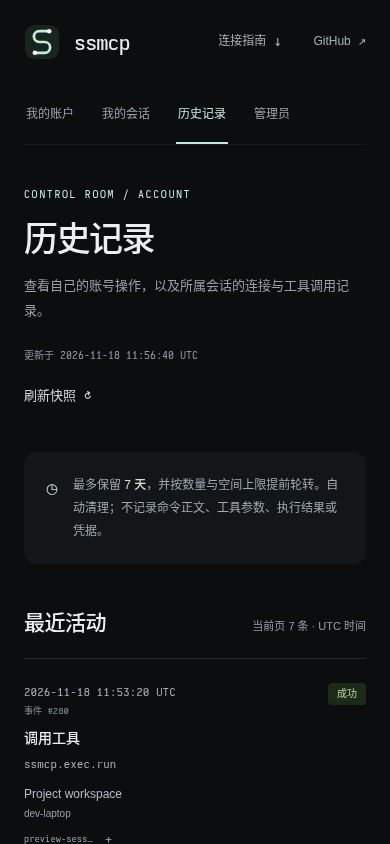 ssmcp
连接指南 ↓
GitHub ↗
我的账户
我的会话
历史记录
管理员
CONTROL ROOM / ACCOUNT
历史记录
查看自己的账号操作，以及所属会话的连接与工具调用记
录。
更新于 2026-11-18 11:56:40 UTC
刷新快照 ↻
最多保留 7 天，并按数量与空间上限提前轮转。自
动清理；不记录命令正文、工具参数、执行结果或
凭据。
最近活动
当前页 7 条 · UTC 时间
2026-11-18 11:53:20 UTC
成功
事件 #280
调用工具
ssmcp.exec.run
Project workspace
dev-laptop
preview-sess… +